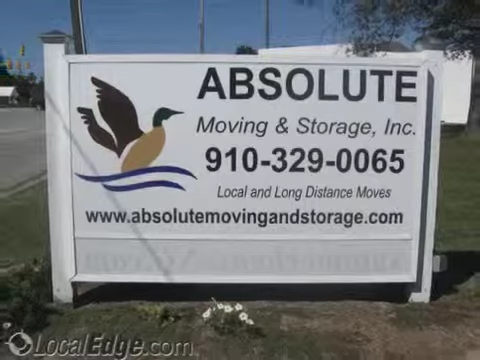 ABSOLUTE
Moving & Storage, Inc.
910-329-0065
Local and Long Distance Moves
www.absolutemovingandstorage.com
LocalEdge.com